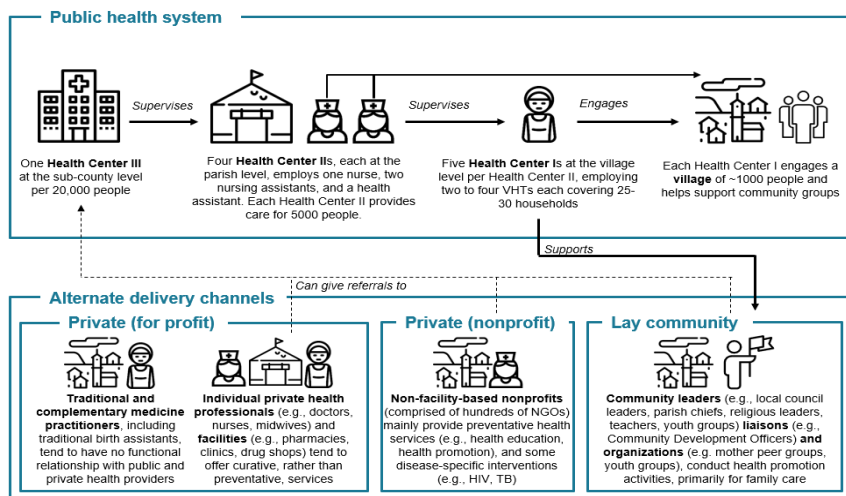 Public health system
Supervises
Supervises
Engages
One Health Center III
at the sub-county level
per 20,000 people
Four Health Center IIs, each at the
parish level, employs one nurse, two
nursing assistants, and a health
assistant. Each Health Center II provides
care for 5000 people.
Five Health Center Is at the village
level per Health Center II, employing
two to four VHTs each covering 25-
30 households
Each Health Center I engages a
village of ~1000 people and
helps support community groups
Supports
Can give referrals to
Alternate delivery channels
Private (for profit)
Traditional and
complementary medicine
practitioners, including
traditional birth assistants,
tend to have no functional
relationship with public and
private health providers
Individual private health
professionals (e.g., doctors,
nurses, midwives) and
facilities (e.g., pharmacies,
clinics, drug shops) tend to
offer curative, rather than
preventative, services
Private (nonprofit)
Non-facility-based nonprofits
(comprised of hundreds of NGOs)
mainly provide preventative health
services (e.g., health education,
health promotion), and some
disease-specific interventions
(e.g., HIV, TB)
Lay community
Community leaders (e.g., local council
leaders, parish chiefs, religious leaders,
teachers, youth groups) liaisons (e.g.,
Community Development Officers) and
organizations (e.g. mother peer groups,
youth groups), conduct health promotion
activities, primarily for family care